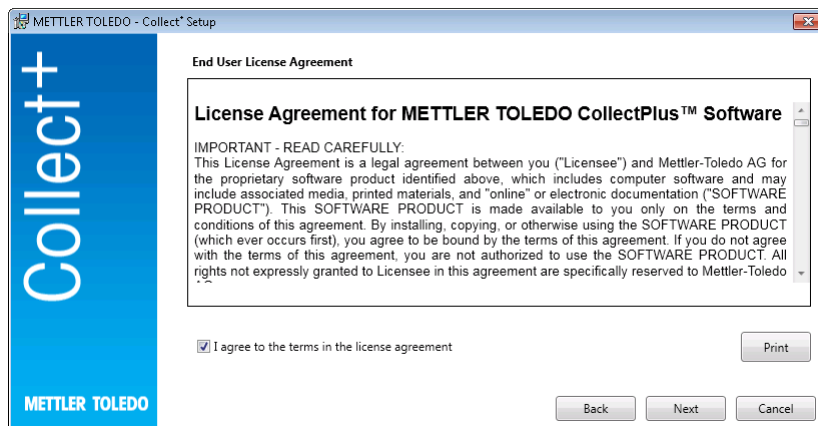 METTLER TOLEDO - Collect+ Setup
Collect+
End User License Agreement
License Agreement for METTLER TOLEDO CollectPlus™ Software
IMPORTANT - READ CAREFULLY:
This License Agreement is a legal agreement between you ("Licensee") and Mettler-Toledo AG for
the proprietary software product identified above, which includes computer software and may
include associated media, printed materials, and "online" or electronic documentation ("SOFTWARE
PRODUCT"). This SOFTWARE PRODUCT is made available to you only on the terms and
conditions of this agreement. By installing, copying, or otherwise using the SOFTWARE PRODUCT
(which ever occurs first), you agree to be bound by the terms of this agreement. If you do not agree
with the terms of this agreement, you are not authorized to use the SOFTWARE PRODUCT. All
rights not expressly granted to Licensee in this agreement are specifically reserved to Mettler-Toledo
I agree to the terms in the license agreement
Print
METTLER TOLEDO
Back
Next
Cancel